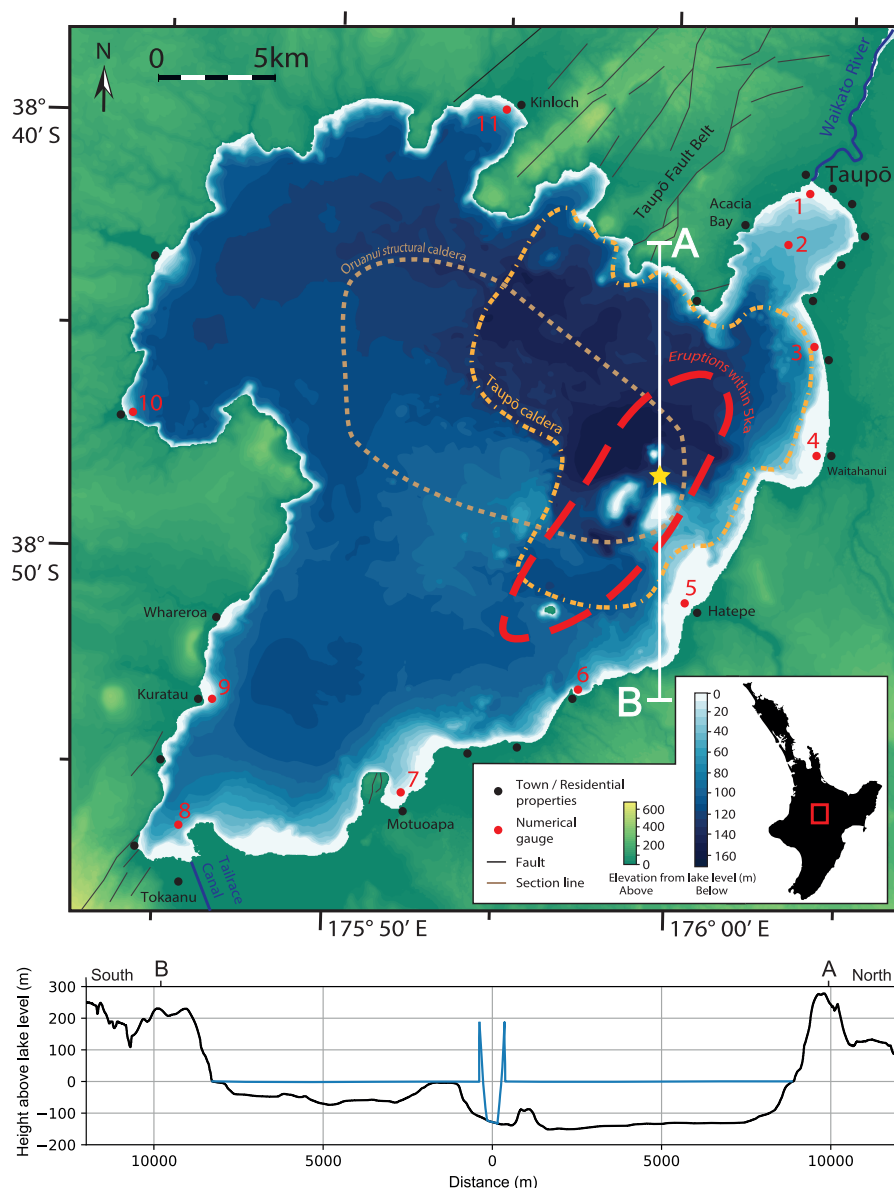 N
0 5km
38°
40′ S
11
Kinloch
Waikato River
Taupō Fault Belt
Taupō
1
Acacia
Bay
2
A
Oruanui structural caldera
3
Eruptions within 5ka
Taupō caldera
10
4
Waitahanui
38°
50′ S
5
Hatepe
Whareroa
6
B
Kuratau
9
7
Motuoapa
8
Tailrace
Canal
Tokaanu
Town / Residential
properties
Numerical
gauge
Fault
Section line
600
400
200
0
0
20
40
60
80
100
120
140
160
Elevation from lake level (m)
Above Below
175° 50′ E
176° 00′ E
South B A North
Height above lake level (m)
300
200
100
0
−100
−200
10000 5000 0 5000 10000
Distance (m)